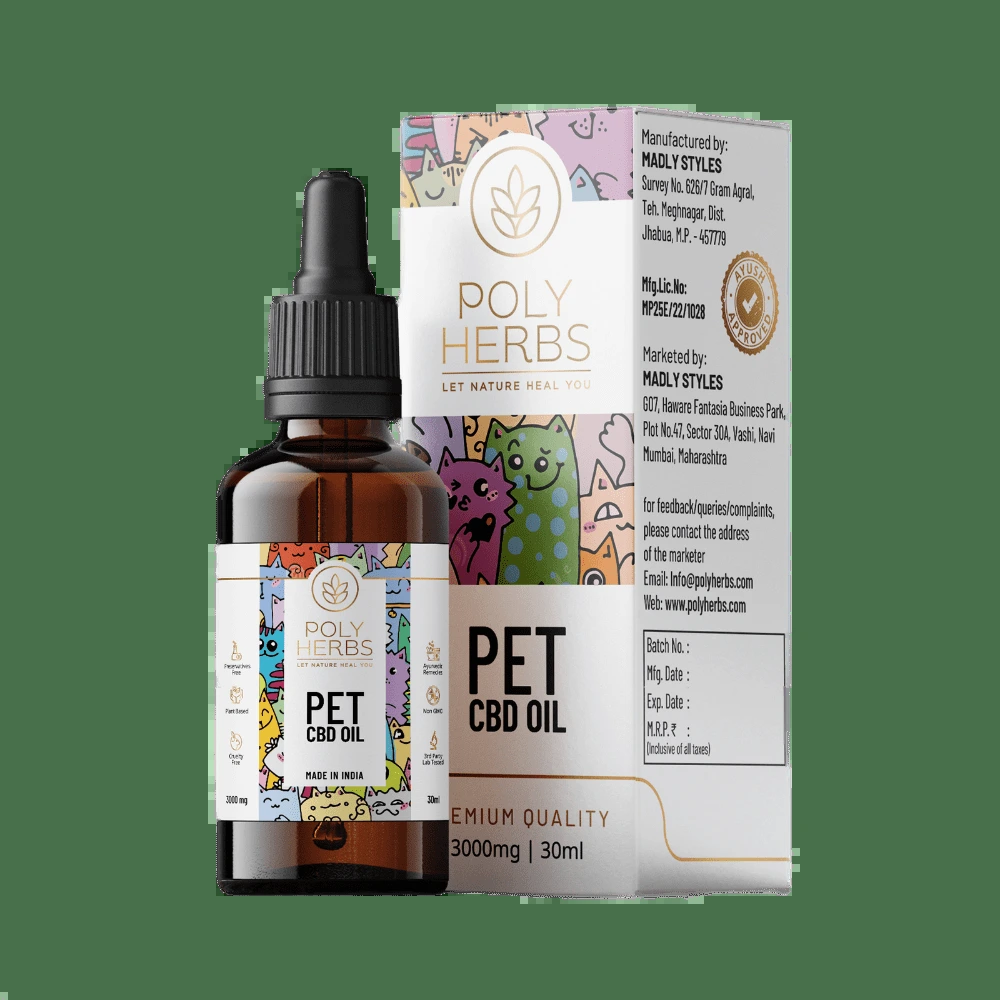 POLY
HERBS
LET NATURE HEAL YOU
PET
CBD OIL
EMIUM QUALITY
3000mg | 30ml
Manufactured by:
MADLY STYLES
Survey No. 626/7 Gram Agral,
Teh. Meghnagar, Dist.
Jhabua, M.P. - 457779
Mfg.Lic.No:
MP25E/22/1028
AYUSH
APPROVED
Marketed by:
MADLY STYLES
G07, Haware Fantasia Business Park,
Plot No.47, Sector 30A, Vashi, Navi
Mumbai, Maharashtra
for feedback/queries/complaints,
please contact the address
of the marketer
Email: Info@polyherbs.com
Web: www.polyherbs.com
Batch No. :
Mfg. Date :
Exp. Date :
M.R.P. ₹ :
(Inclusive of all taxes)
POLY
HERBS
LET NATURE HEAL YOU
PET
CBD OIL
MADE IN INDIA
Preservatives
Free
Plant Based
Cruelty
Free
3000 mg
Ayurvedic
Remedies
Non GMO
3rd Party
Lab Tested
30ml